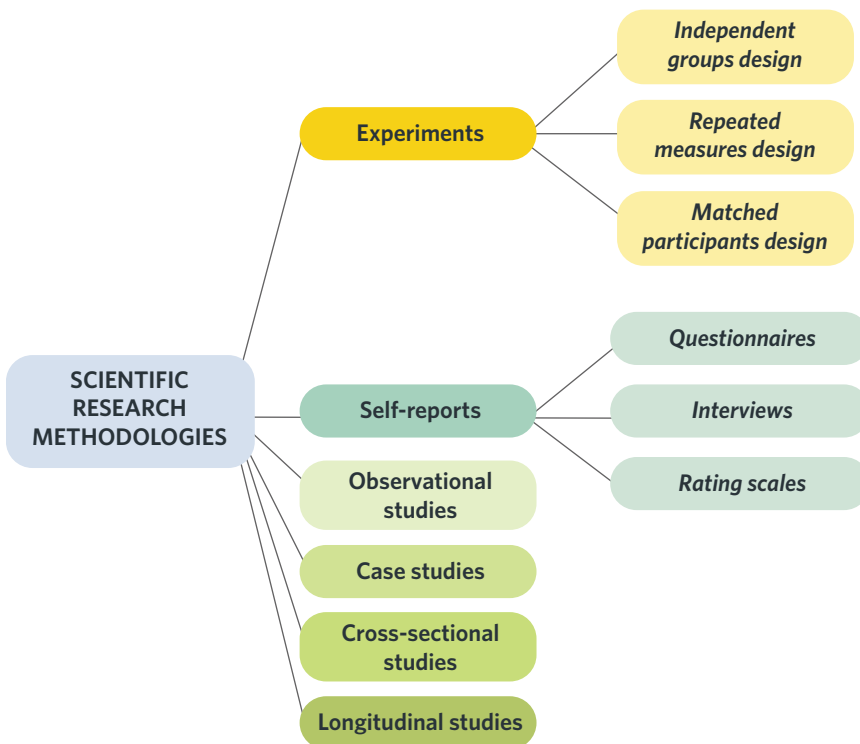 Independent
groups design
Experiments
Repeated
measures design
Matched
participants design
SCIENTIFIC
RESEARCH
METHODOLOGIES
Questionnaires
Self-reports
Interviews
Rating scales
Observational
studies
Case studies
Cross-sectional
studies
Longitudinal studies